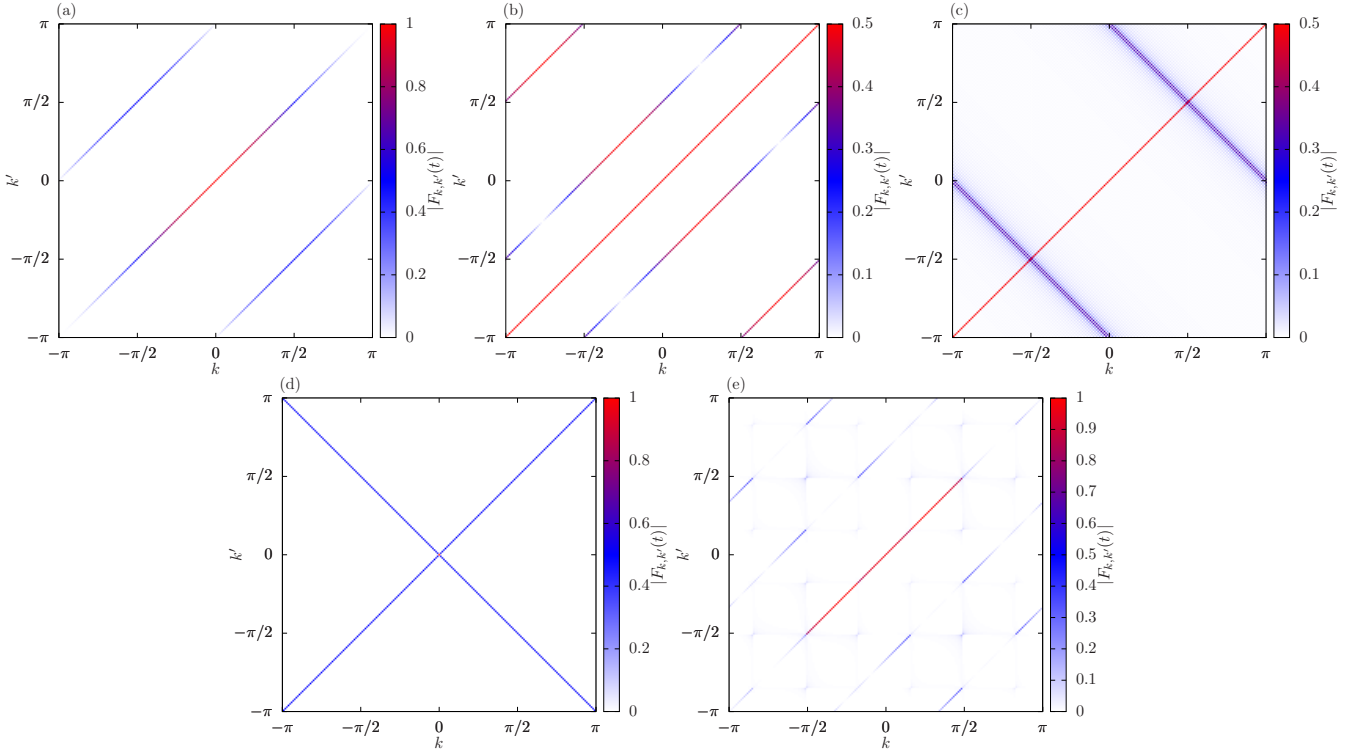 (a)
π
π/2
0
−π/2
−π
k′
−π
−π/2
0
π/2
π
k
1
0.8
0.6
0.4
0.2
0
|F_{k,k′}(t)|
(b)
π
π/2
0
−π/2
−π
k′
−π
−π/2
0
π/2
π
k
0.5
0.4
0.3
0.2
0.1
0
|F_{k,k′}(t)|
(c)
π
π/2
0
−π/2
−π
k′
−π
−π/2
0
π/2
π
k
0.5
0.4
0.3
0.2
0.1
0
|F_{k,k′}(t)|
(d)
π
π/2
0
−π/2
−π
k′
−π
−π/2
0
π/2
π
k
1
0.8
0.6
0.4
0.2
0
|F_{k,k′}(t)|
(e)
π
π/2
0
−π/2
−π
k′
−π
−π/2
0
π/2
π
k
1
0.9
0.8
0.7
0.6
0.5
0.4
0.3
0.2
0.1
0
|F_{k,k′}(t)|